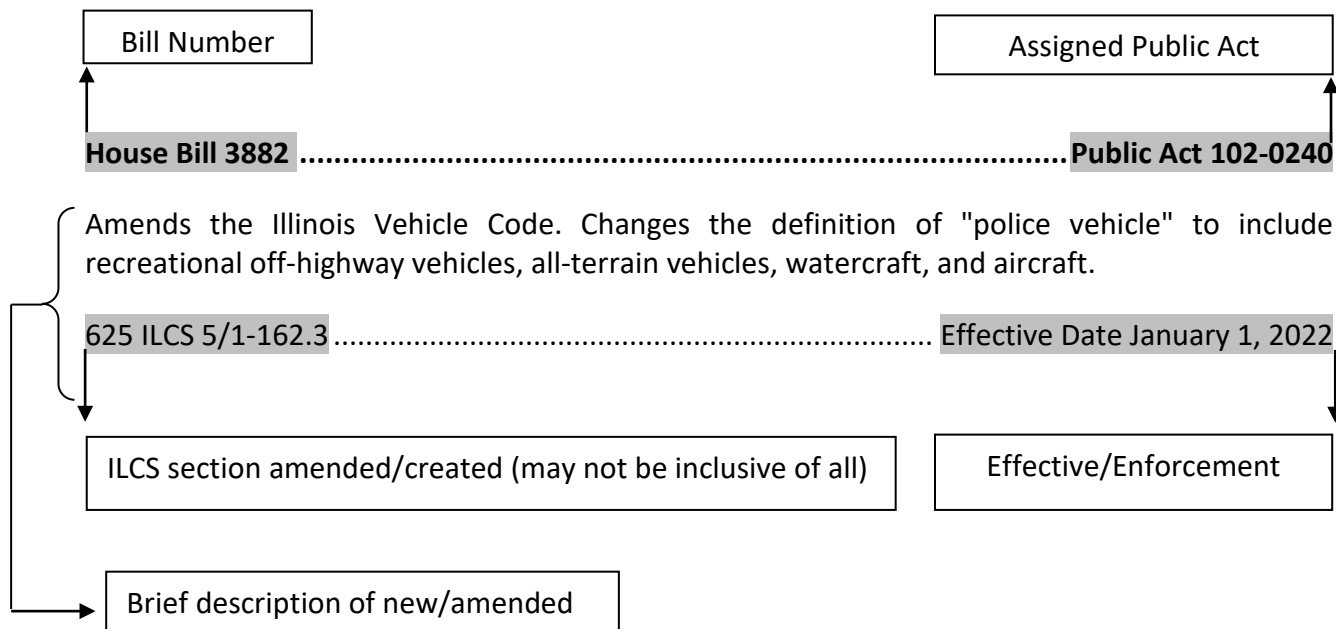 Bill Number
Assigned Public Act
House Bill 3882 ........................................................................................... Public Act 102-0240
Amends the Illinois Vehicle Code. Changes the definition of "police vehicle" to include
recreational off-highway vehicles, all-terrain vehicles, watercraft, and aircraft.
625 ILCS 5/1-162.3 ......................................................................................... Effective Date January 1, 2022
ILCS section amended/created (may not be inclusive of all)
Effective/Enforcement
Brief description of new/amended